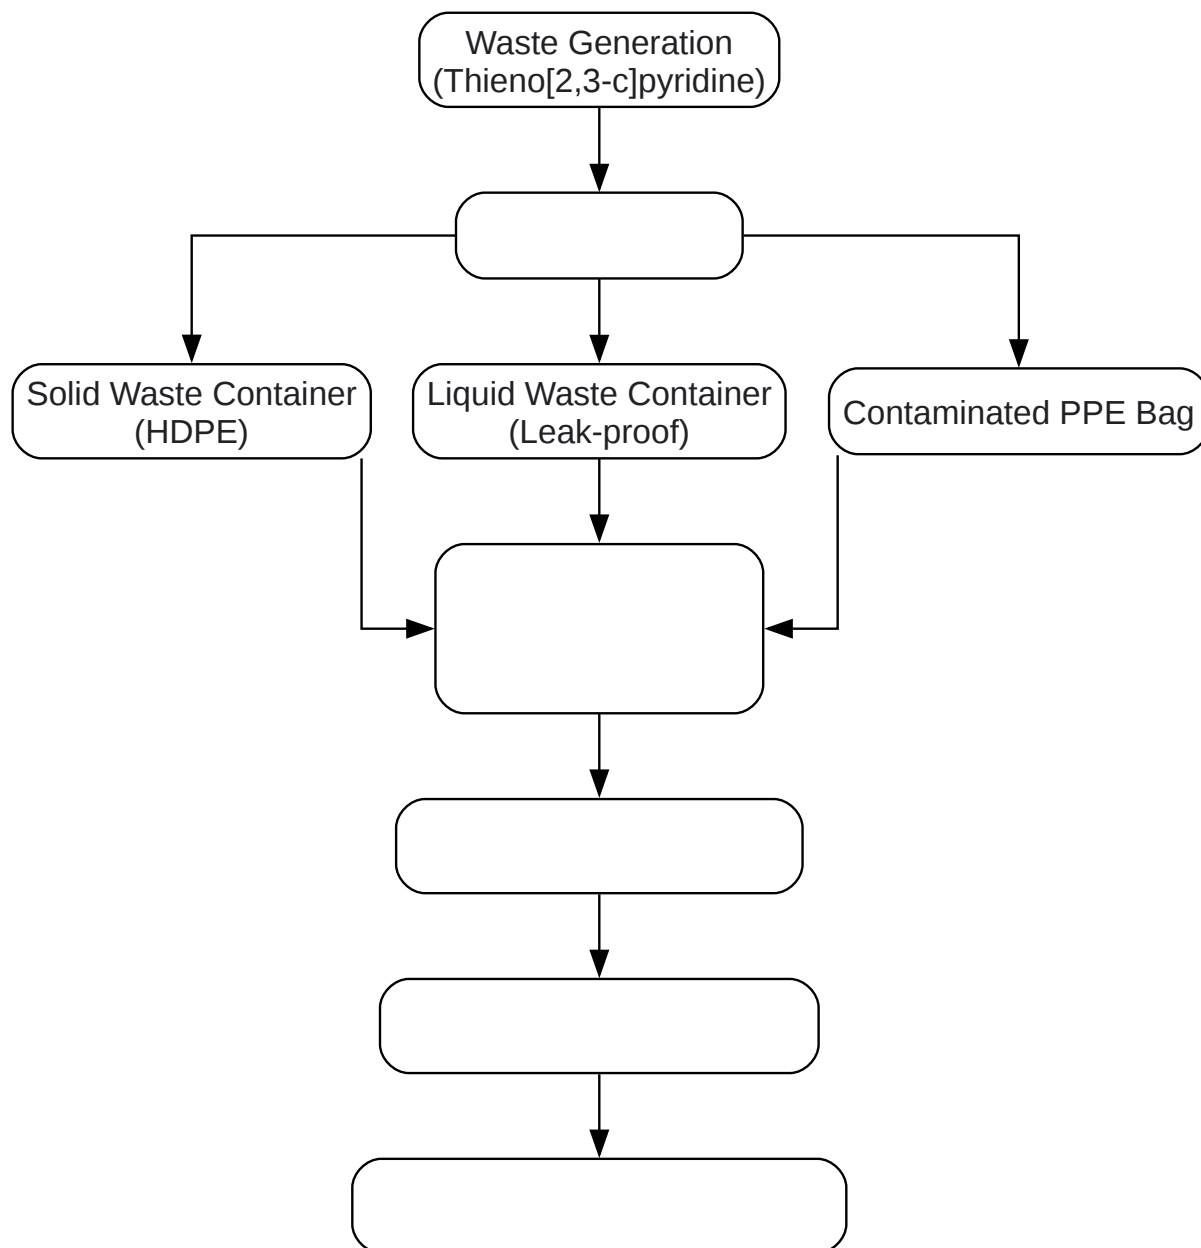 Waste Generation
(Thieno[2,3-c]pyridine)
Solid Waste Container
(HDPE)
Liquid Waste Container
(Leak-proof)
Contaminated PPE Bag